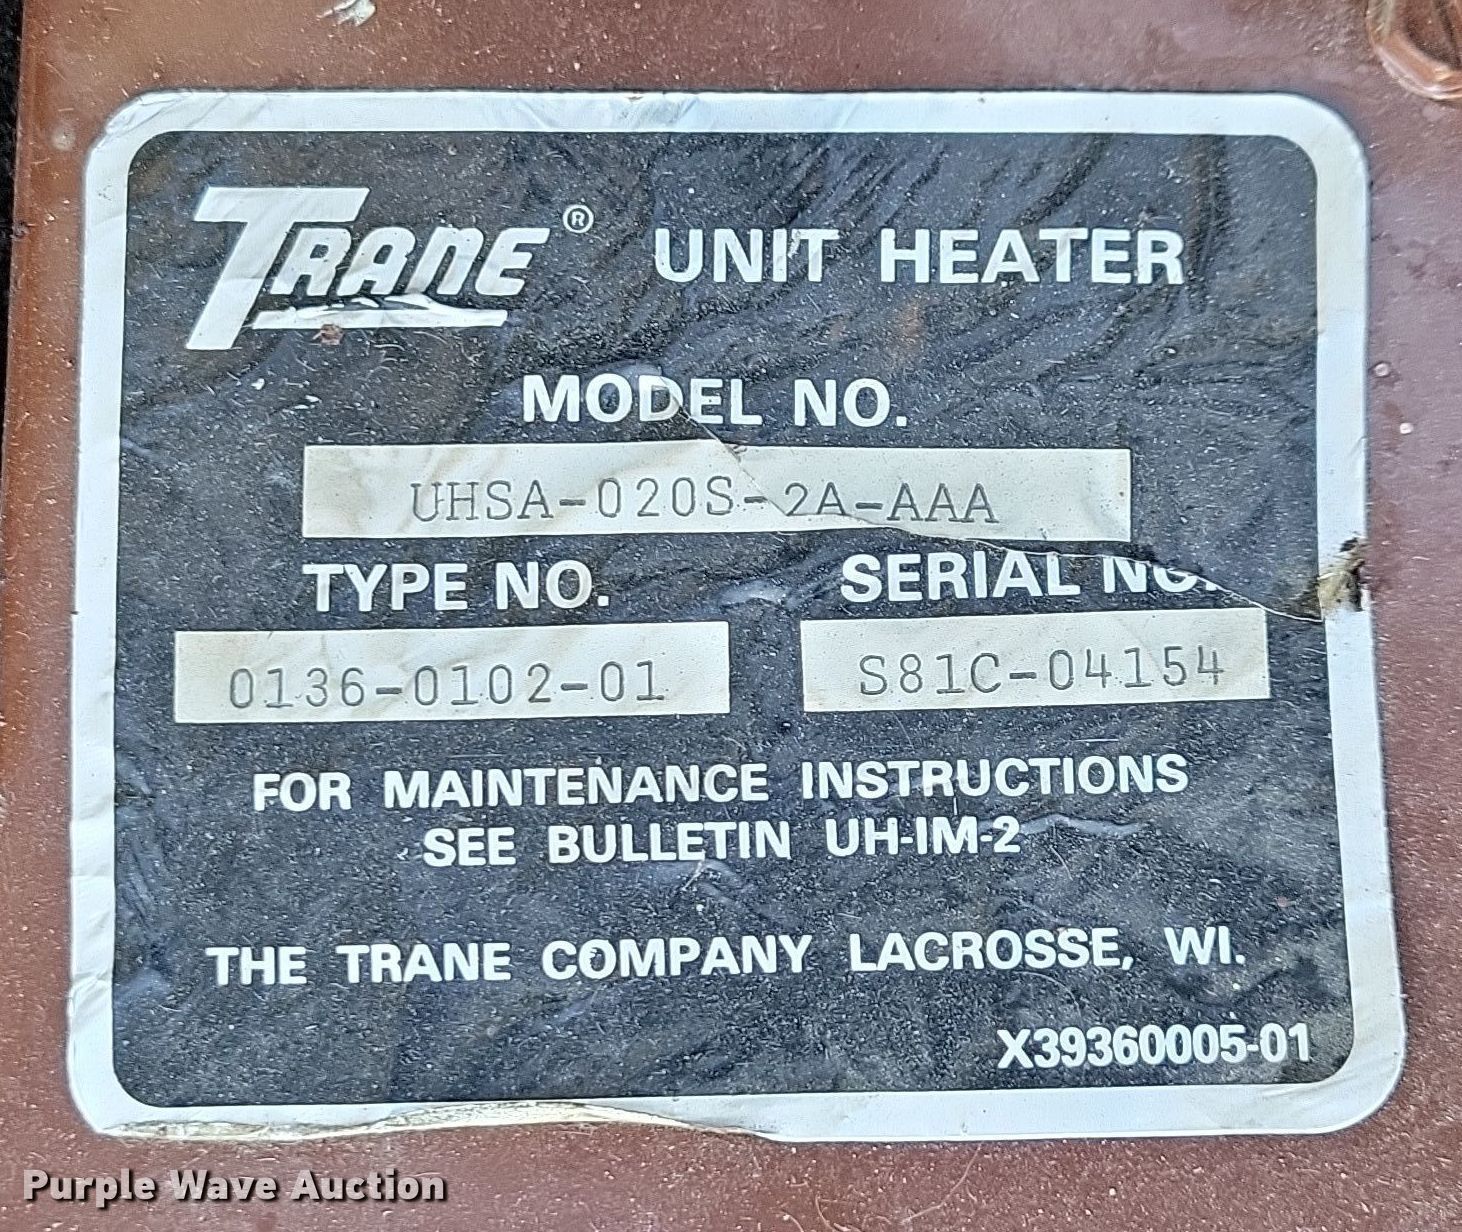 TRANE® UNIT HEATER
MODEL NO.
UHSA-020S-2A-AAA
TYPE NO. SERIAL NO.
0136-0102-01 S81C-04154
FOR MAINTENANCE INSTRUCTIONS
SEE BULLETIN UH-IM-2
THE TRANE COMPANY LACROSSE, WI.
X39360005-01
Purple Wave Auction